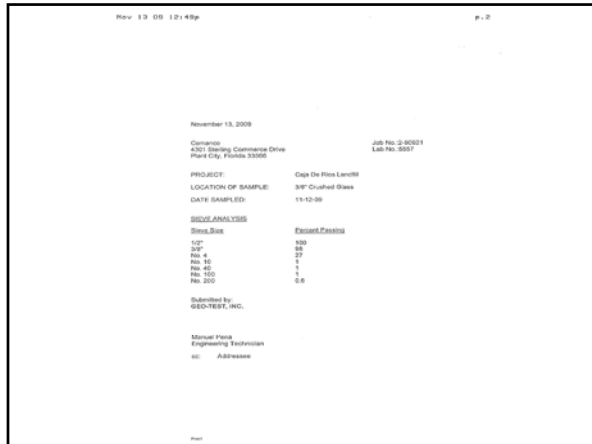 Nov 13 09 12:49p p.2
November 13, 2009
Comanco Job No.:2-90921
4301 Sterling Commerce Drive Lab No.:5557
Plant City, Florida 33566
PROJECT: Caja De Rios Landfill
LOCATION OF SAMPLE: 3/8" Crushed Glass
DATE SAMPLED: 11-12-09
SIEVE ANALYSIS
Sieve Size Percent Passing
1/2" 100
3/8" 98
No. 4 27
No. 10 1
No. 40 1
No. 100 1
No. 200 0.6
Submitted by:
GEO-TEST, INC.
Manuel Pena
Engineering Technician
cc: Addressee